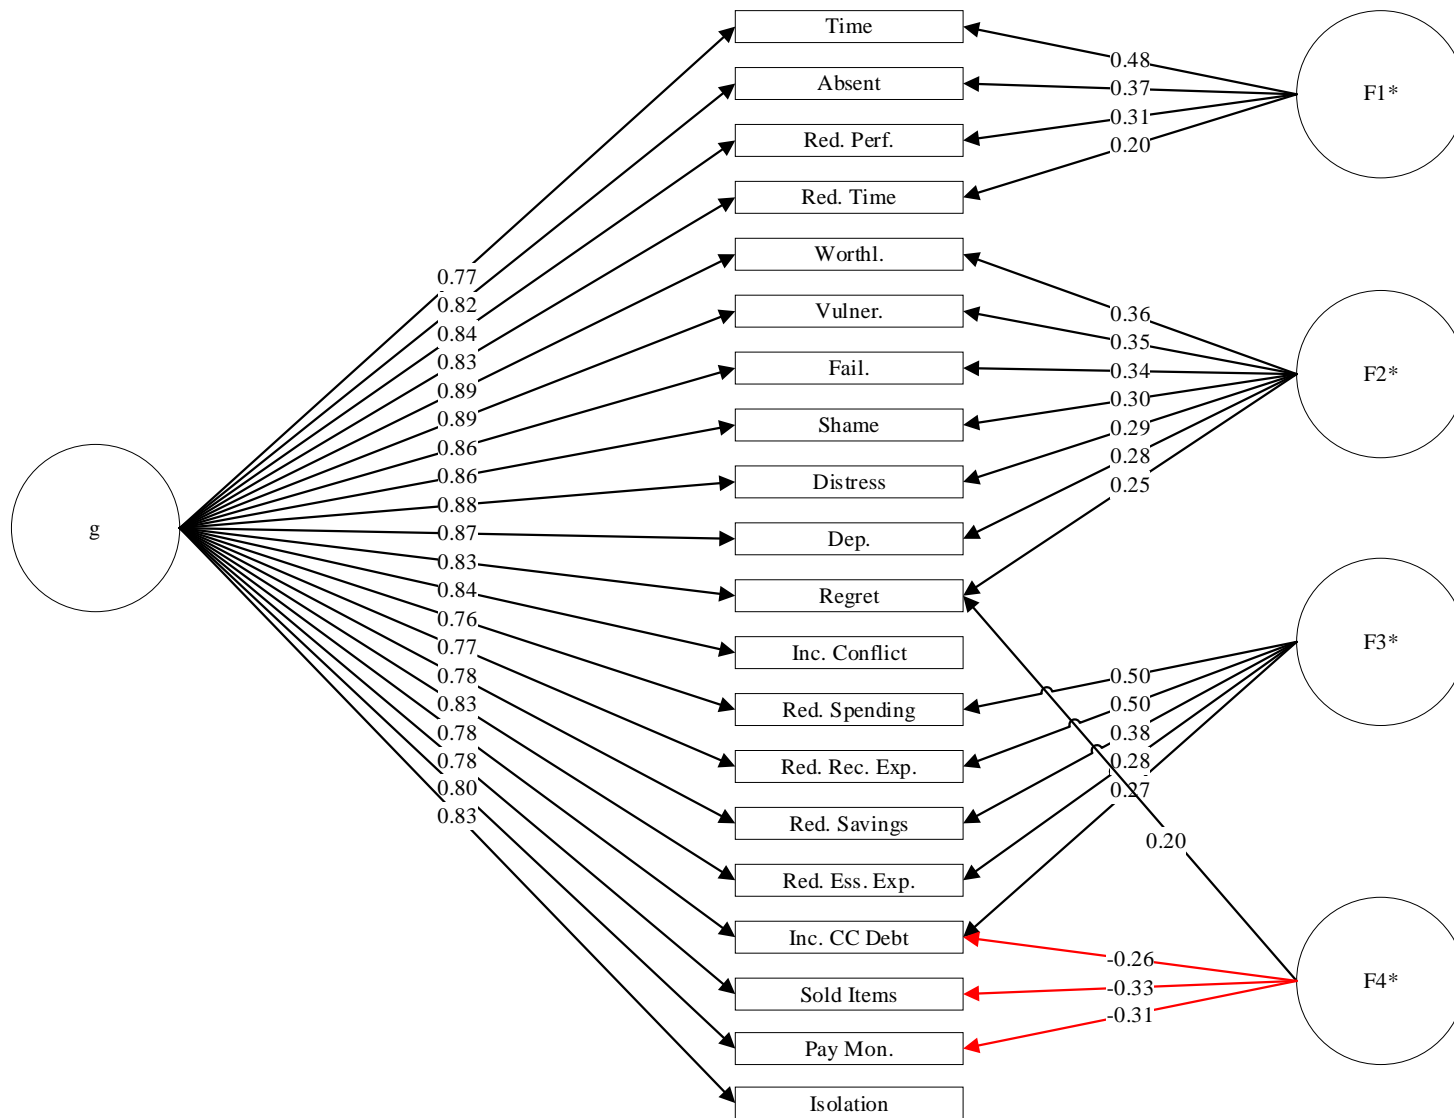 Time
Absent
Red. Perf.
Red. Time
Worthl.
Vulner.
Fail.
Shame
Distress
Dep.
Regret
Inc. Conflict
Red. Spending
Red. Rec. Exp.
Red. Savings
Red. Ess. Exp.
Inc. CC Debt
Sold Items
Pay Mon.
Isolation
g
0.77
0.82
0.84
0.83
0.89
0.89
0.86
0.86
0.88
0.87
0.83
0.84
0.76
0.77
0.78
0.83
0.78
0.78
0.80
0.83
F1*
0.48
0.37
0.31
0.20
F2*
0.36
0.35
0.34
0.30
0.29
0.28
0.25
F3*
0.50
0.50
0.38
0.28
0.27
F4*
0.20
-0.26
-0.33
-0.31